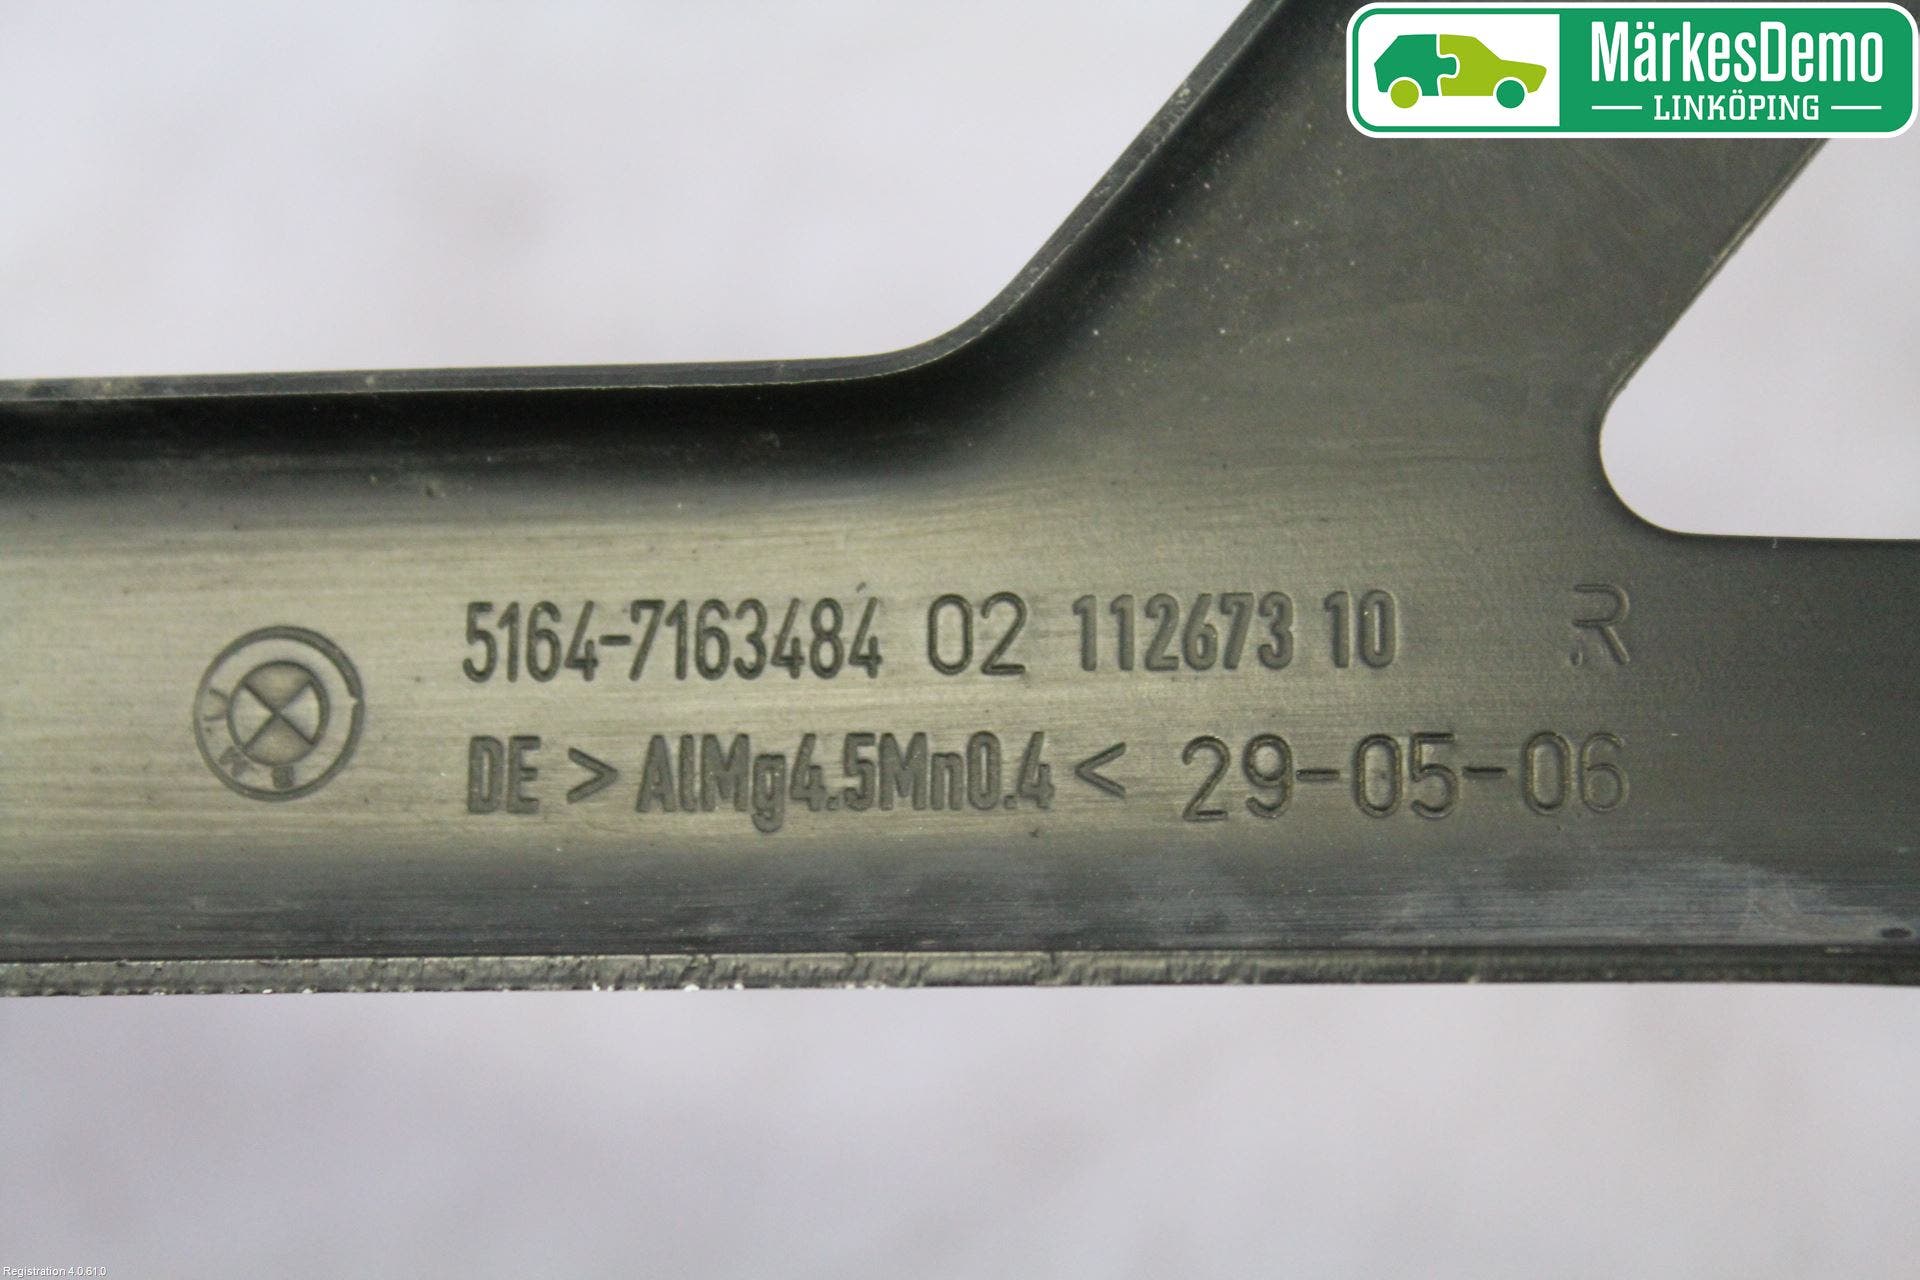 MärkesDemo
LINKÖPING
5164-7163484 02 112673 10 R
BMW
DE >AlMg4.5Mn0.4< 29-05-06
Registration 4.0.61.0